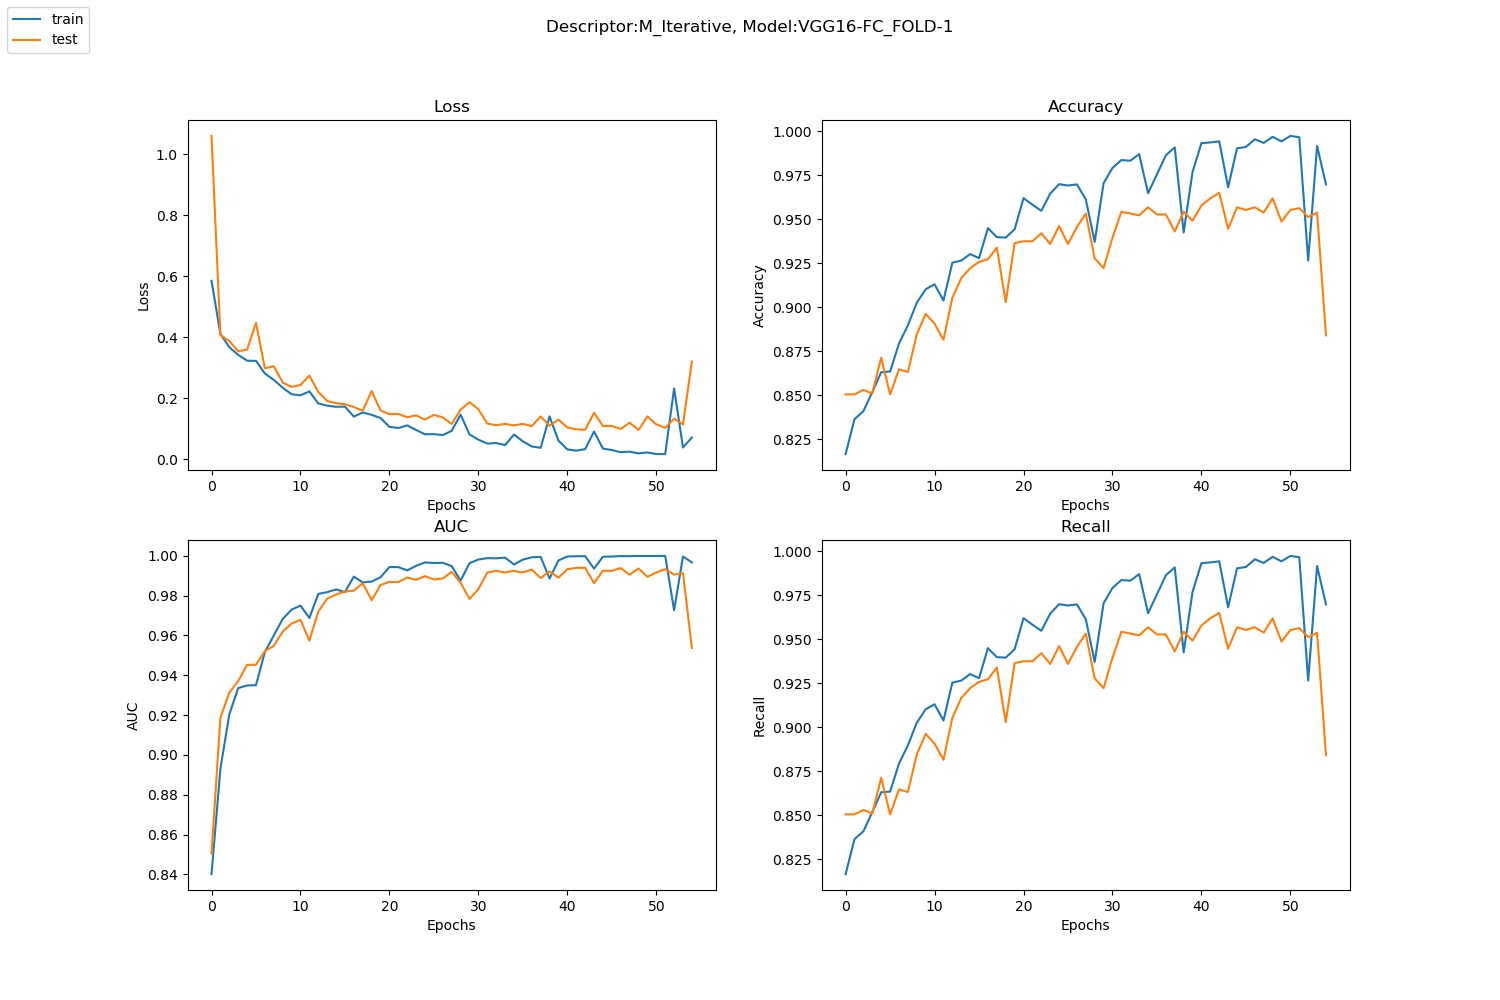 train
test
Descriptor:M_Iterative, Model:VGG16-FC_FOLD-1
Loss
1.0
0.8
0.6
0.4
0.2
0.0
Loss
0 10 20 30 40 50
Epochs
Accuracy
1.000
0.975
0.950
0.925
0.900
0.875
0.850
0.825
Accuracy
0 10 20 30 40 50
Epochs
AUC
1.00
0.98
0.96
0.94
0.92
0.90
0.88
0.86
0.84
AUC
0 10 20 30 40 50
Epochs
Recall
1.000
0.975
0.950
0.925
0.900
0.875
0.850
0.825
Recall
0 10 20 30 40 50
Epochs